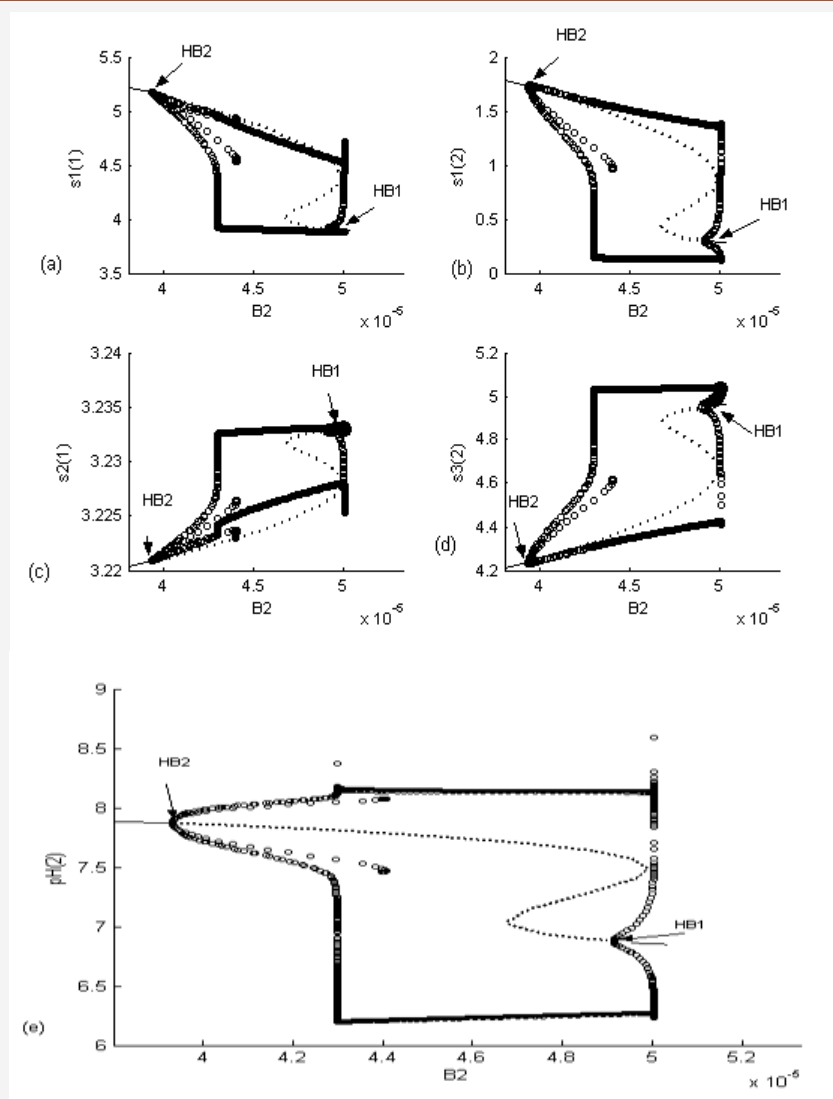 5.5
HB2
5
s1(1)
4.5
HB1
4
(a)
3.5
4
4.5
5
B2
x 10⁻⁵
HB2
2
1.5
s1(2)
1
HB1
0.5
(b)
0
4
4.5
5
B2
x 10⁻⁵
3.24
HB1
3.235
s2(1)
3.23
HB2
3.225
(c)
3.22
4
4.5
5
B2
x 10⁻⁵
5.2
5
HB1
4.8
s3(2)
4.6
HB2
4.4
(d)
4.2
4
4.5
5
B2
x 10⁻⁵
9
8.5
HB2
8
pH(2)
7.5
7
HB1
6.5
(e)
6
4
4.2
4.4
4.6
4.8
5
5.2
B2
x 10⁻⁵